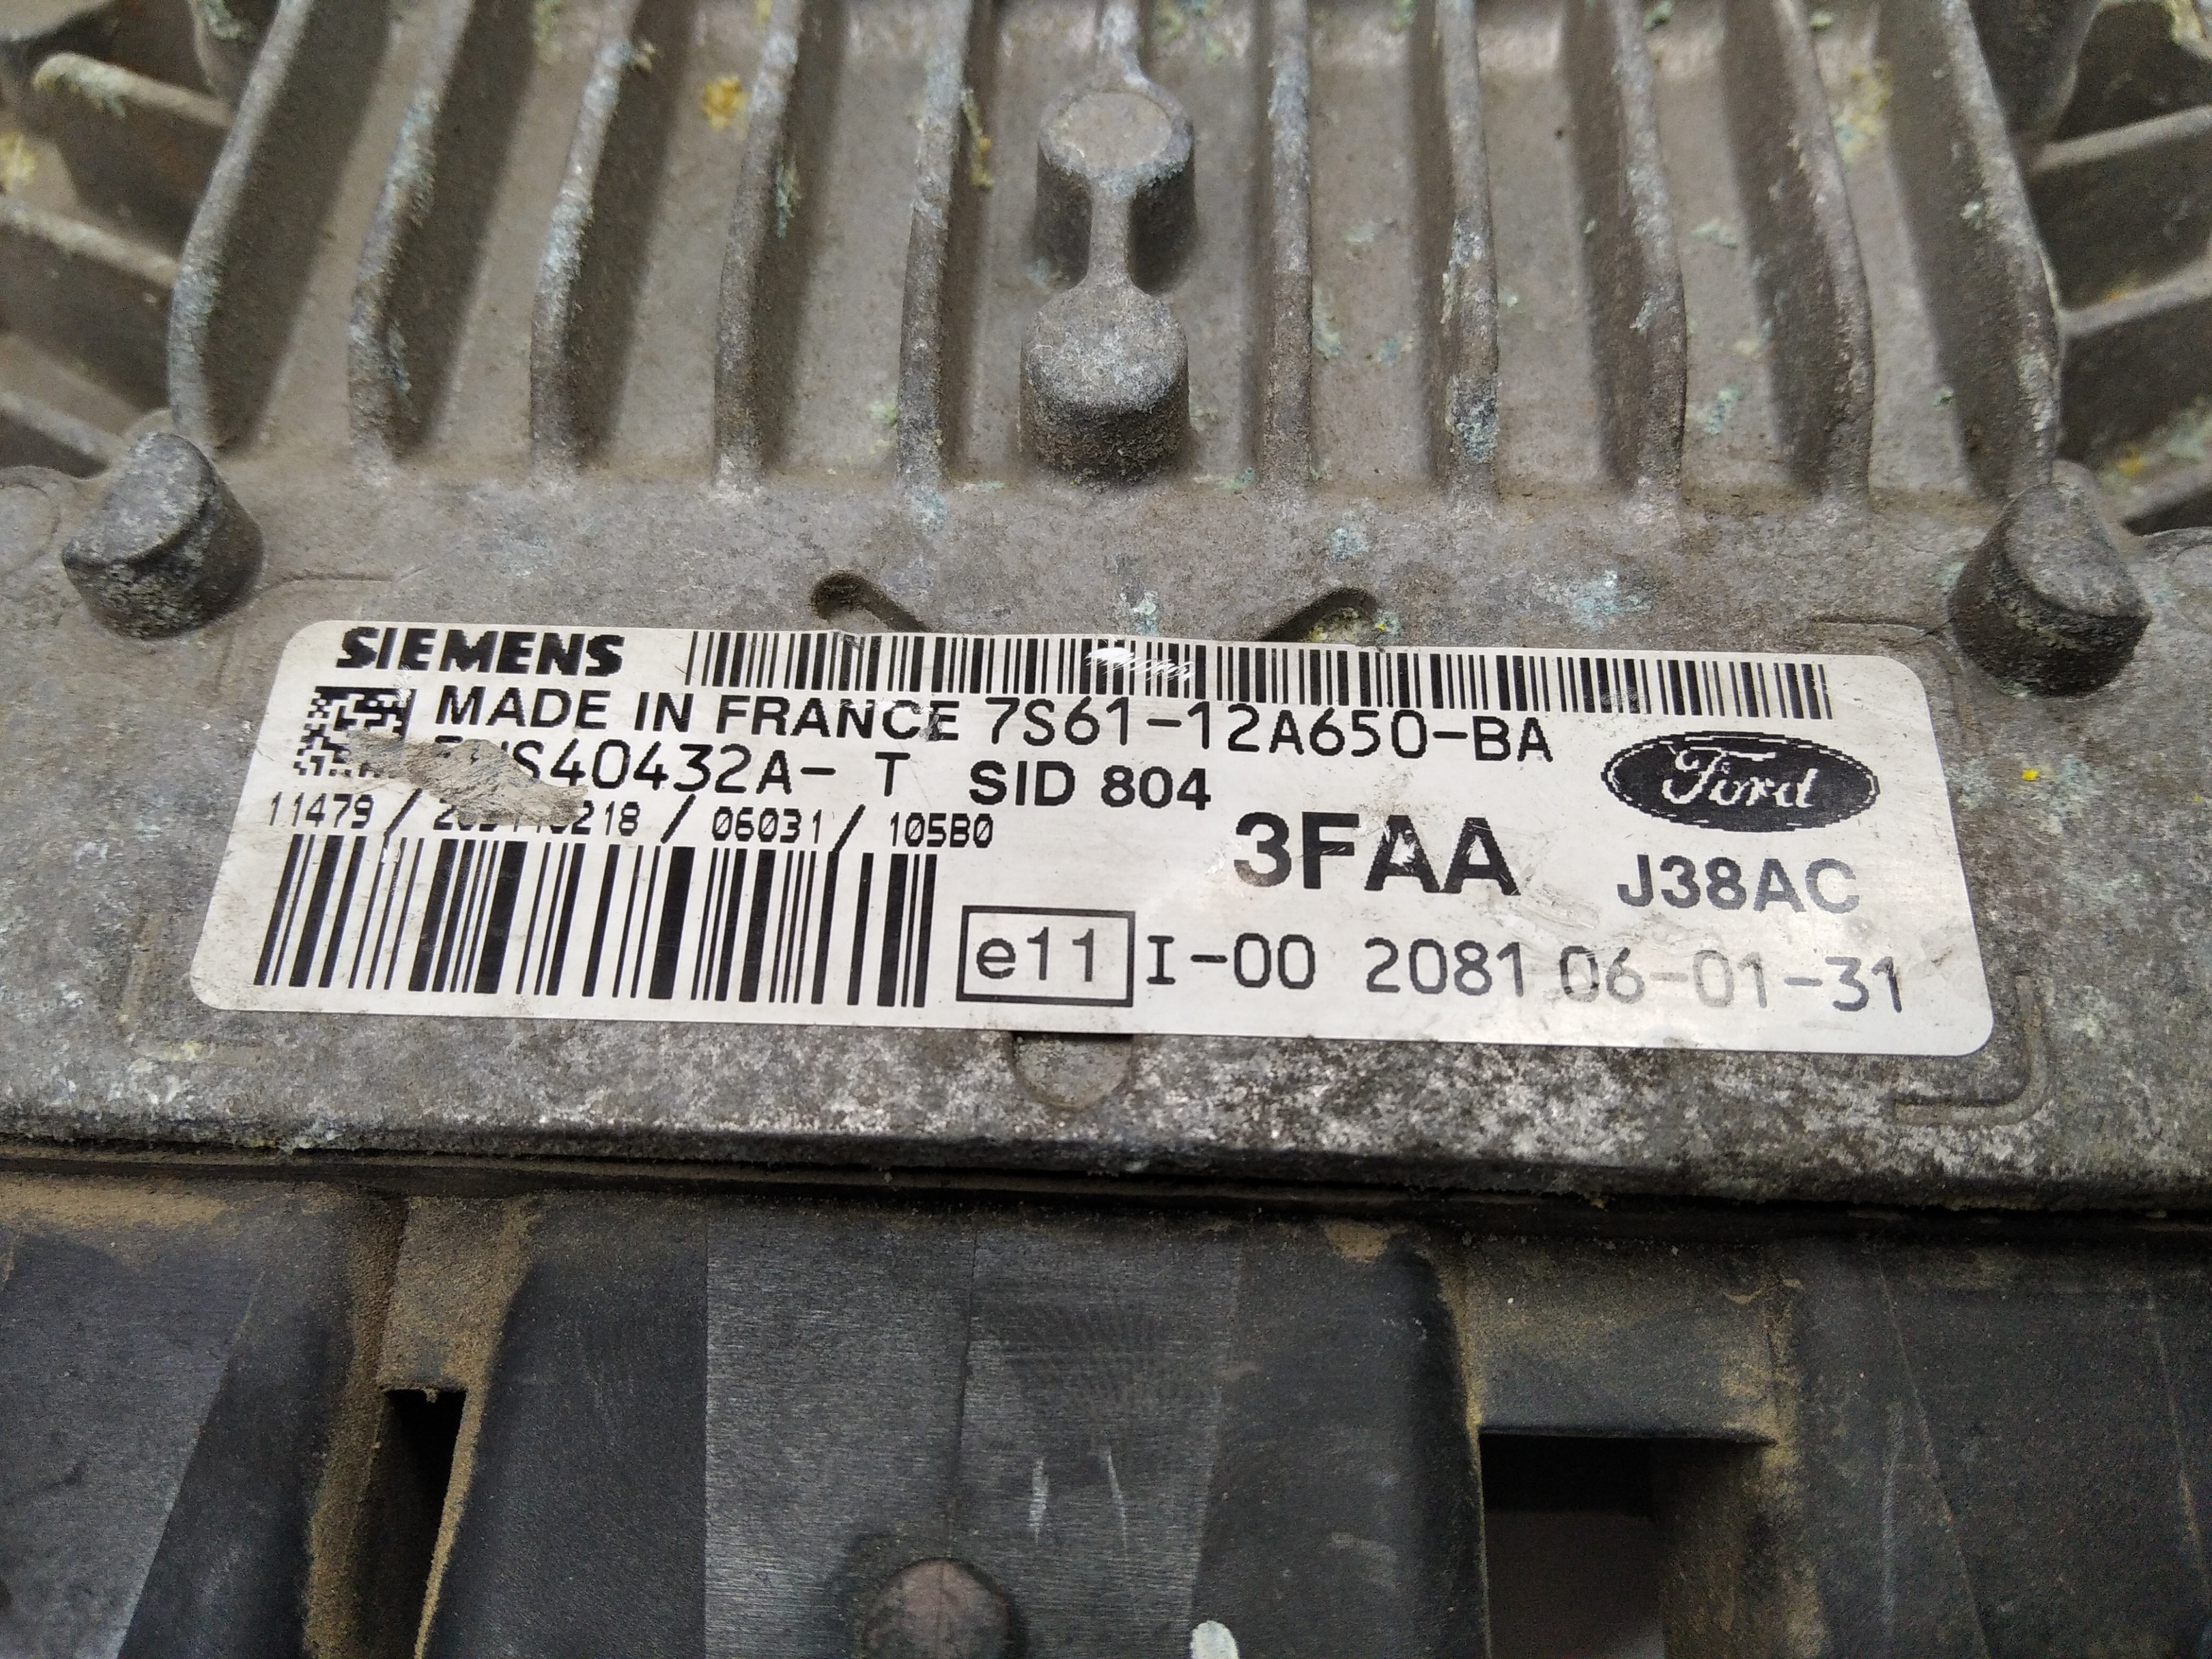 SIEMENS
MADE IN FRANCE 7S61-12A650-BA
T SID 804
11479 / / 06031 / 105B0
3FAA
Ford
J38AC
e11 I-00 2081 06-01-31